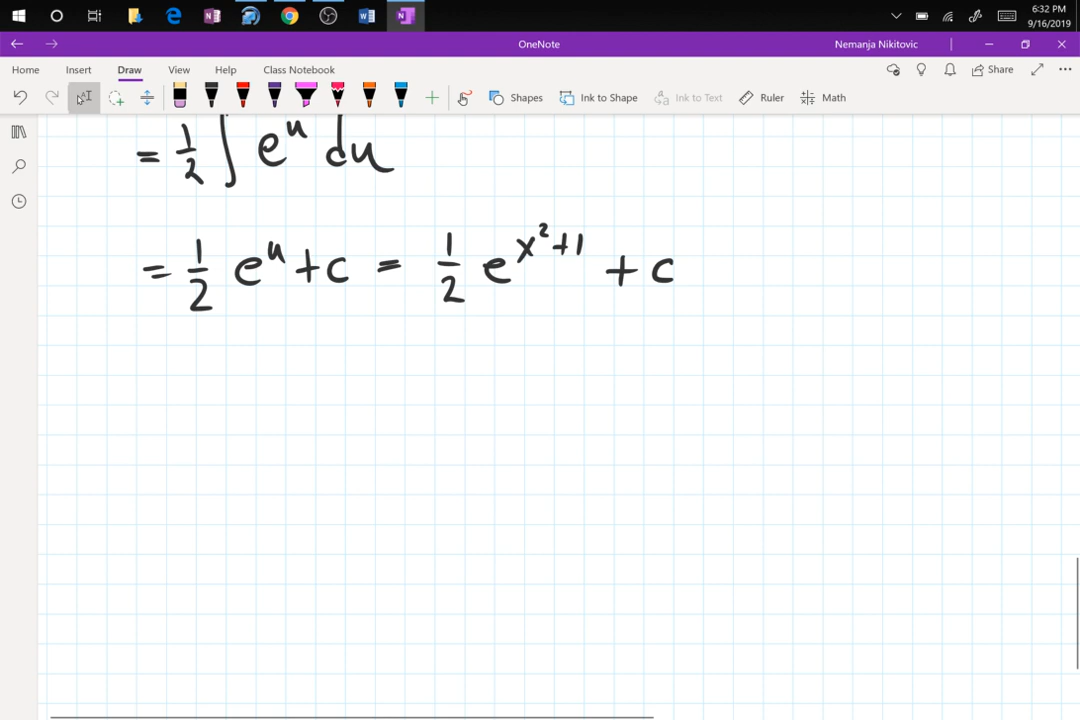 6:32 PM
9/16/2019
OneNote
Nemanja Nikitovic
Home Insert Draw View Help Class Notebook Share
Shapes Ink to Shape Ink to Text Ruler Math
= 1/2 ∫ e^u du
= 1/2 e^u + c = 1/2 e^(x^2+1) + c